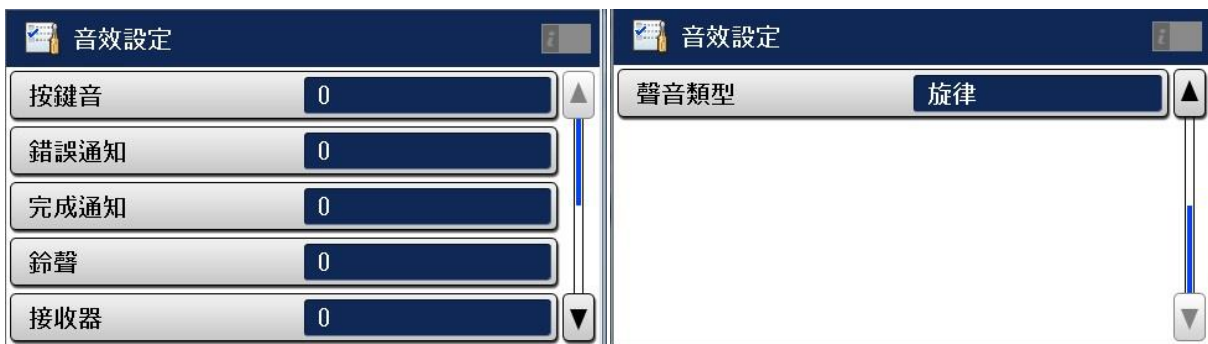 音效設定
按鍵音 0
錯誤通知 0
完成通知 0
鈴聲 0
接收器 0
音效設定
聲音類型 旋律